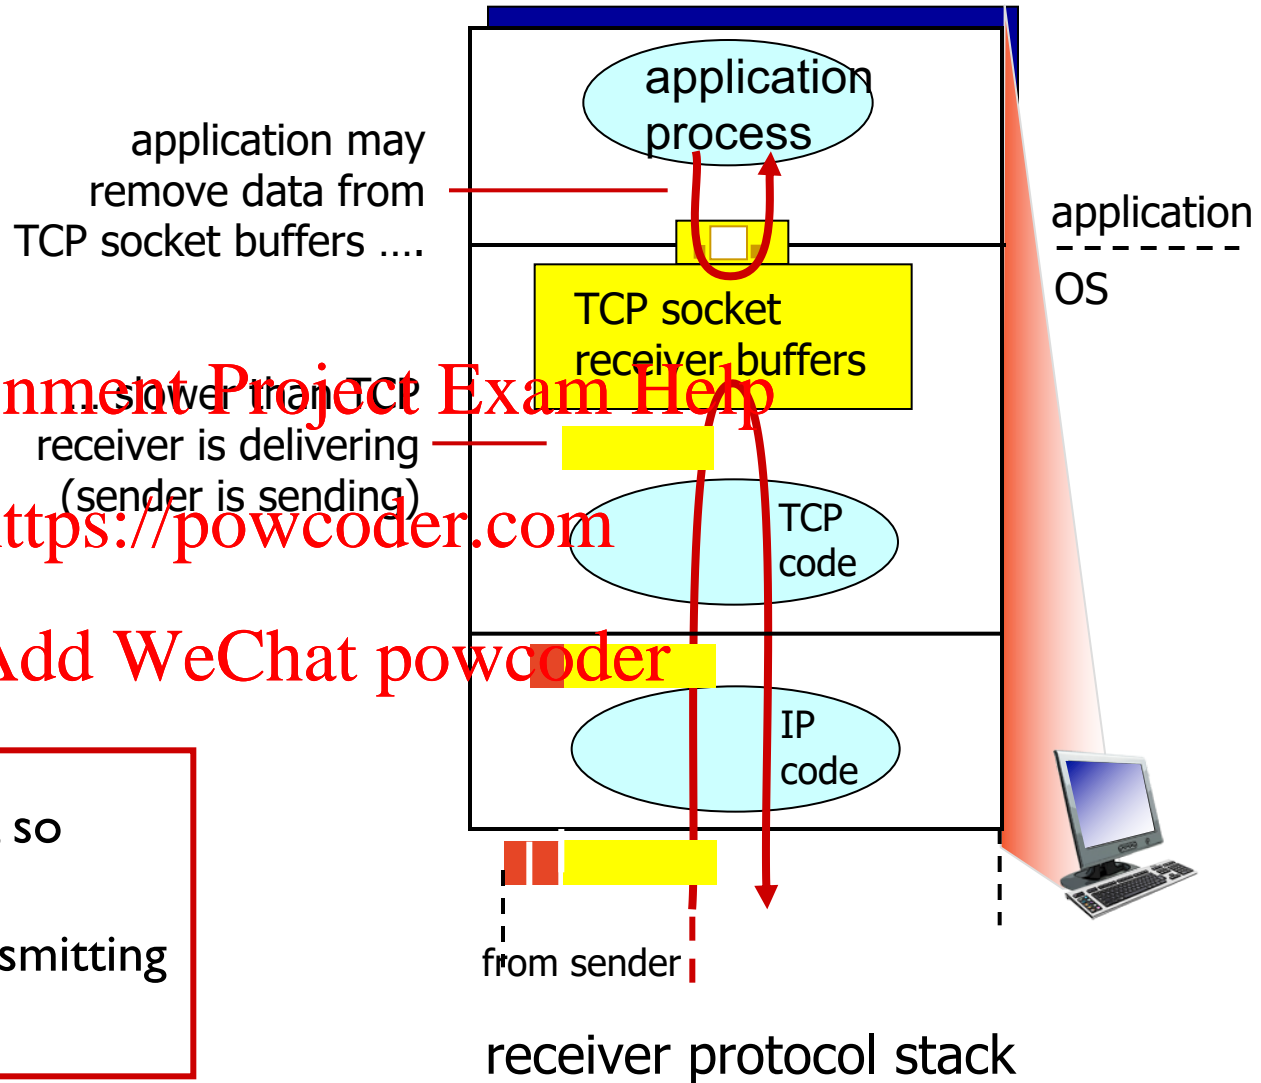 application
process
application may
remove data from
TCP socket buffers ….
application
OS
TCP socket
receiver buffers
... slower than TCP
receiver is delivering
(sender is sending)
nment Project Exam Help
ttps://powcoder.com
Add WeChat powcoder
TCP
code
IP
code
so
smitting
from sender
receiver protocol stack